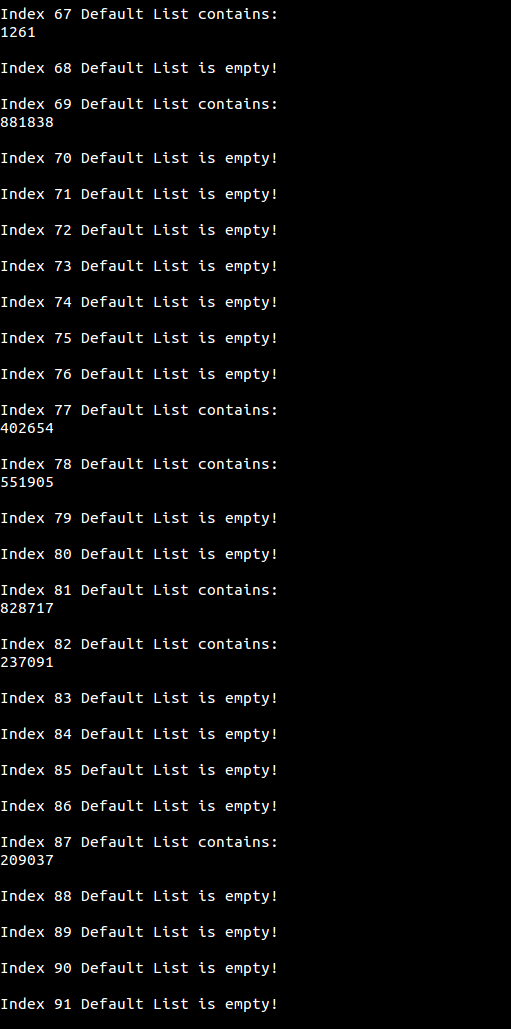 Index 67 Default List contains:
1261
Index 68 Default List is empty!
Index 69 Default List contains:
881838
Index 70 Default List is empty!
Index 71 Default List is empty!
Index 72 Default List is empty!
Index 73 Default List is empty!
Index 74 Default List is empty!
Index 75 Default List is empty!
Index 76 Default List is empty!
Index 77 Default List contains:
402654
Index 78 Default List contains:
551905
Index 79 Default List is empty!
Index 80 Default List is empty!
Index 81 Default List contains:
828717
Index 82 Default List contains:
237091
Index 83 Default List is empty!
Index 84 Default List is empty!
Index 85 Default List is empty!
Index 86 Default List is empty!
Index 87 Default List contains:
209037
Index 88 Default List is empty!
Index 89 Default List is empty!
Index 90 Default List is empty!
Index 91 Default List is empty!